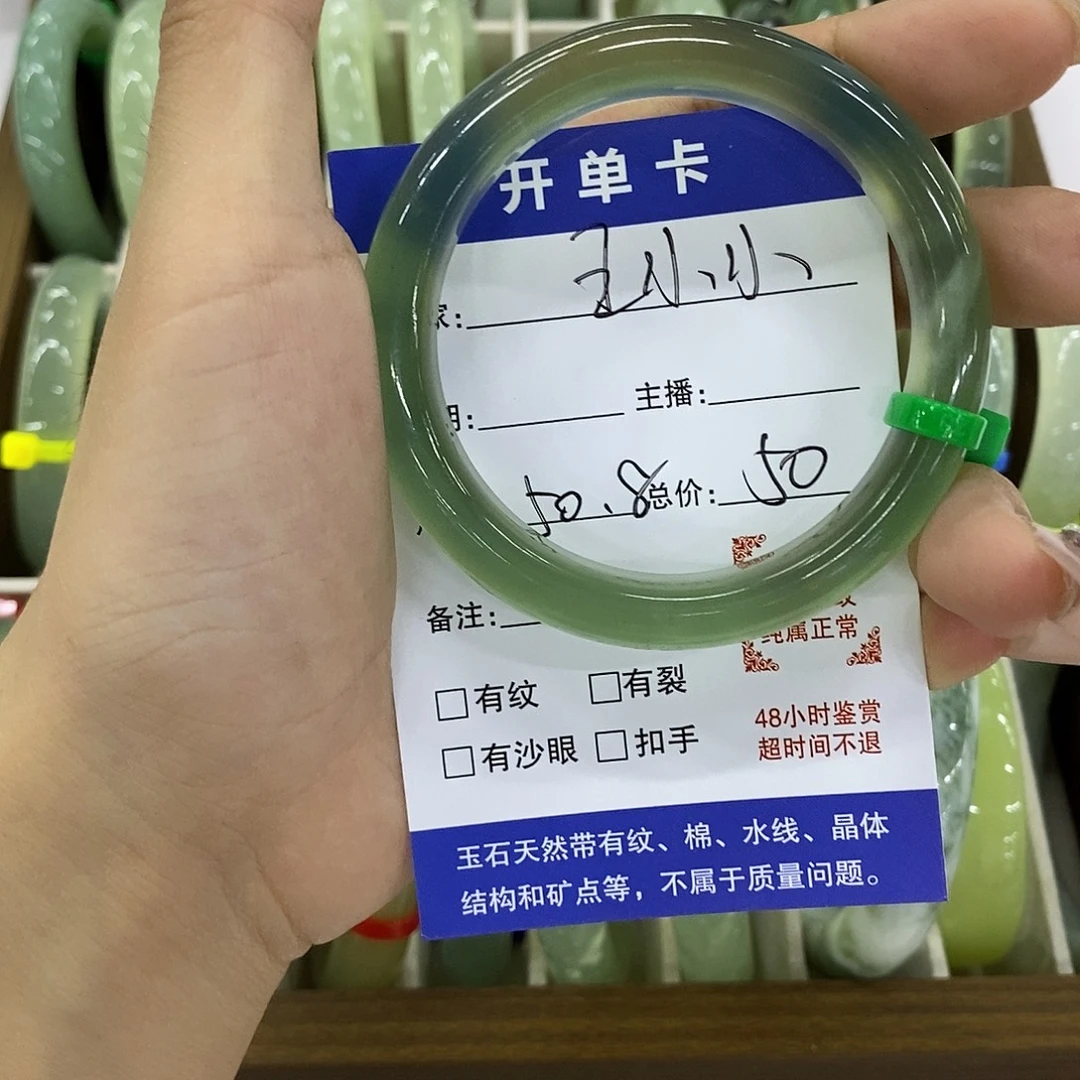 开单卡
家: 王小小
期: 主播:
50.8 总价: 50
备注:
纯属正常
□有纹 □有裂
□有沙眼 □扣手
48小时鉴赏
超时间不退
玉石天然带有纹、棉、水线、晶体
结构和矿点等，不属于质量问题。